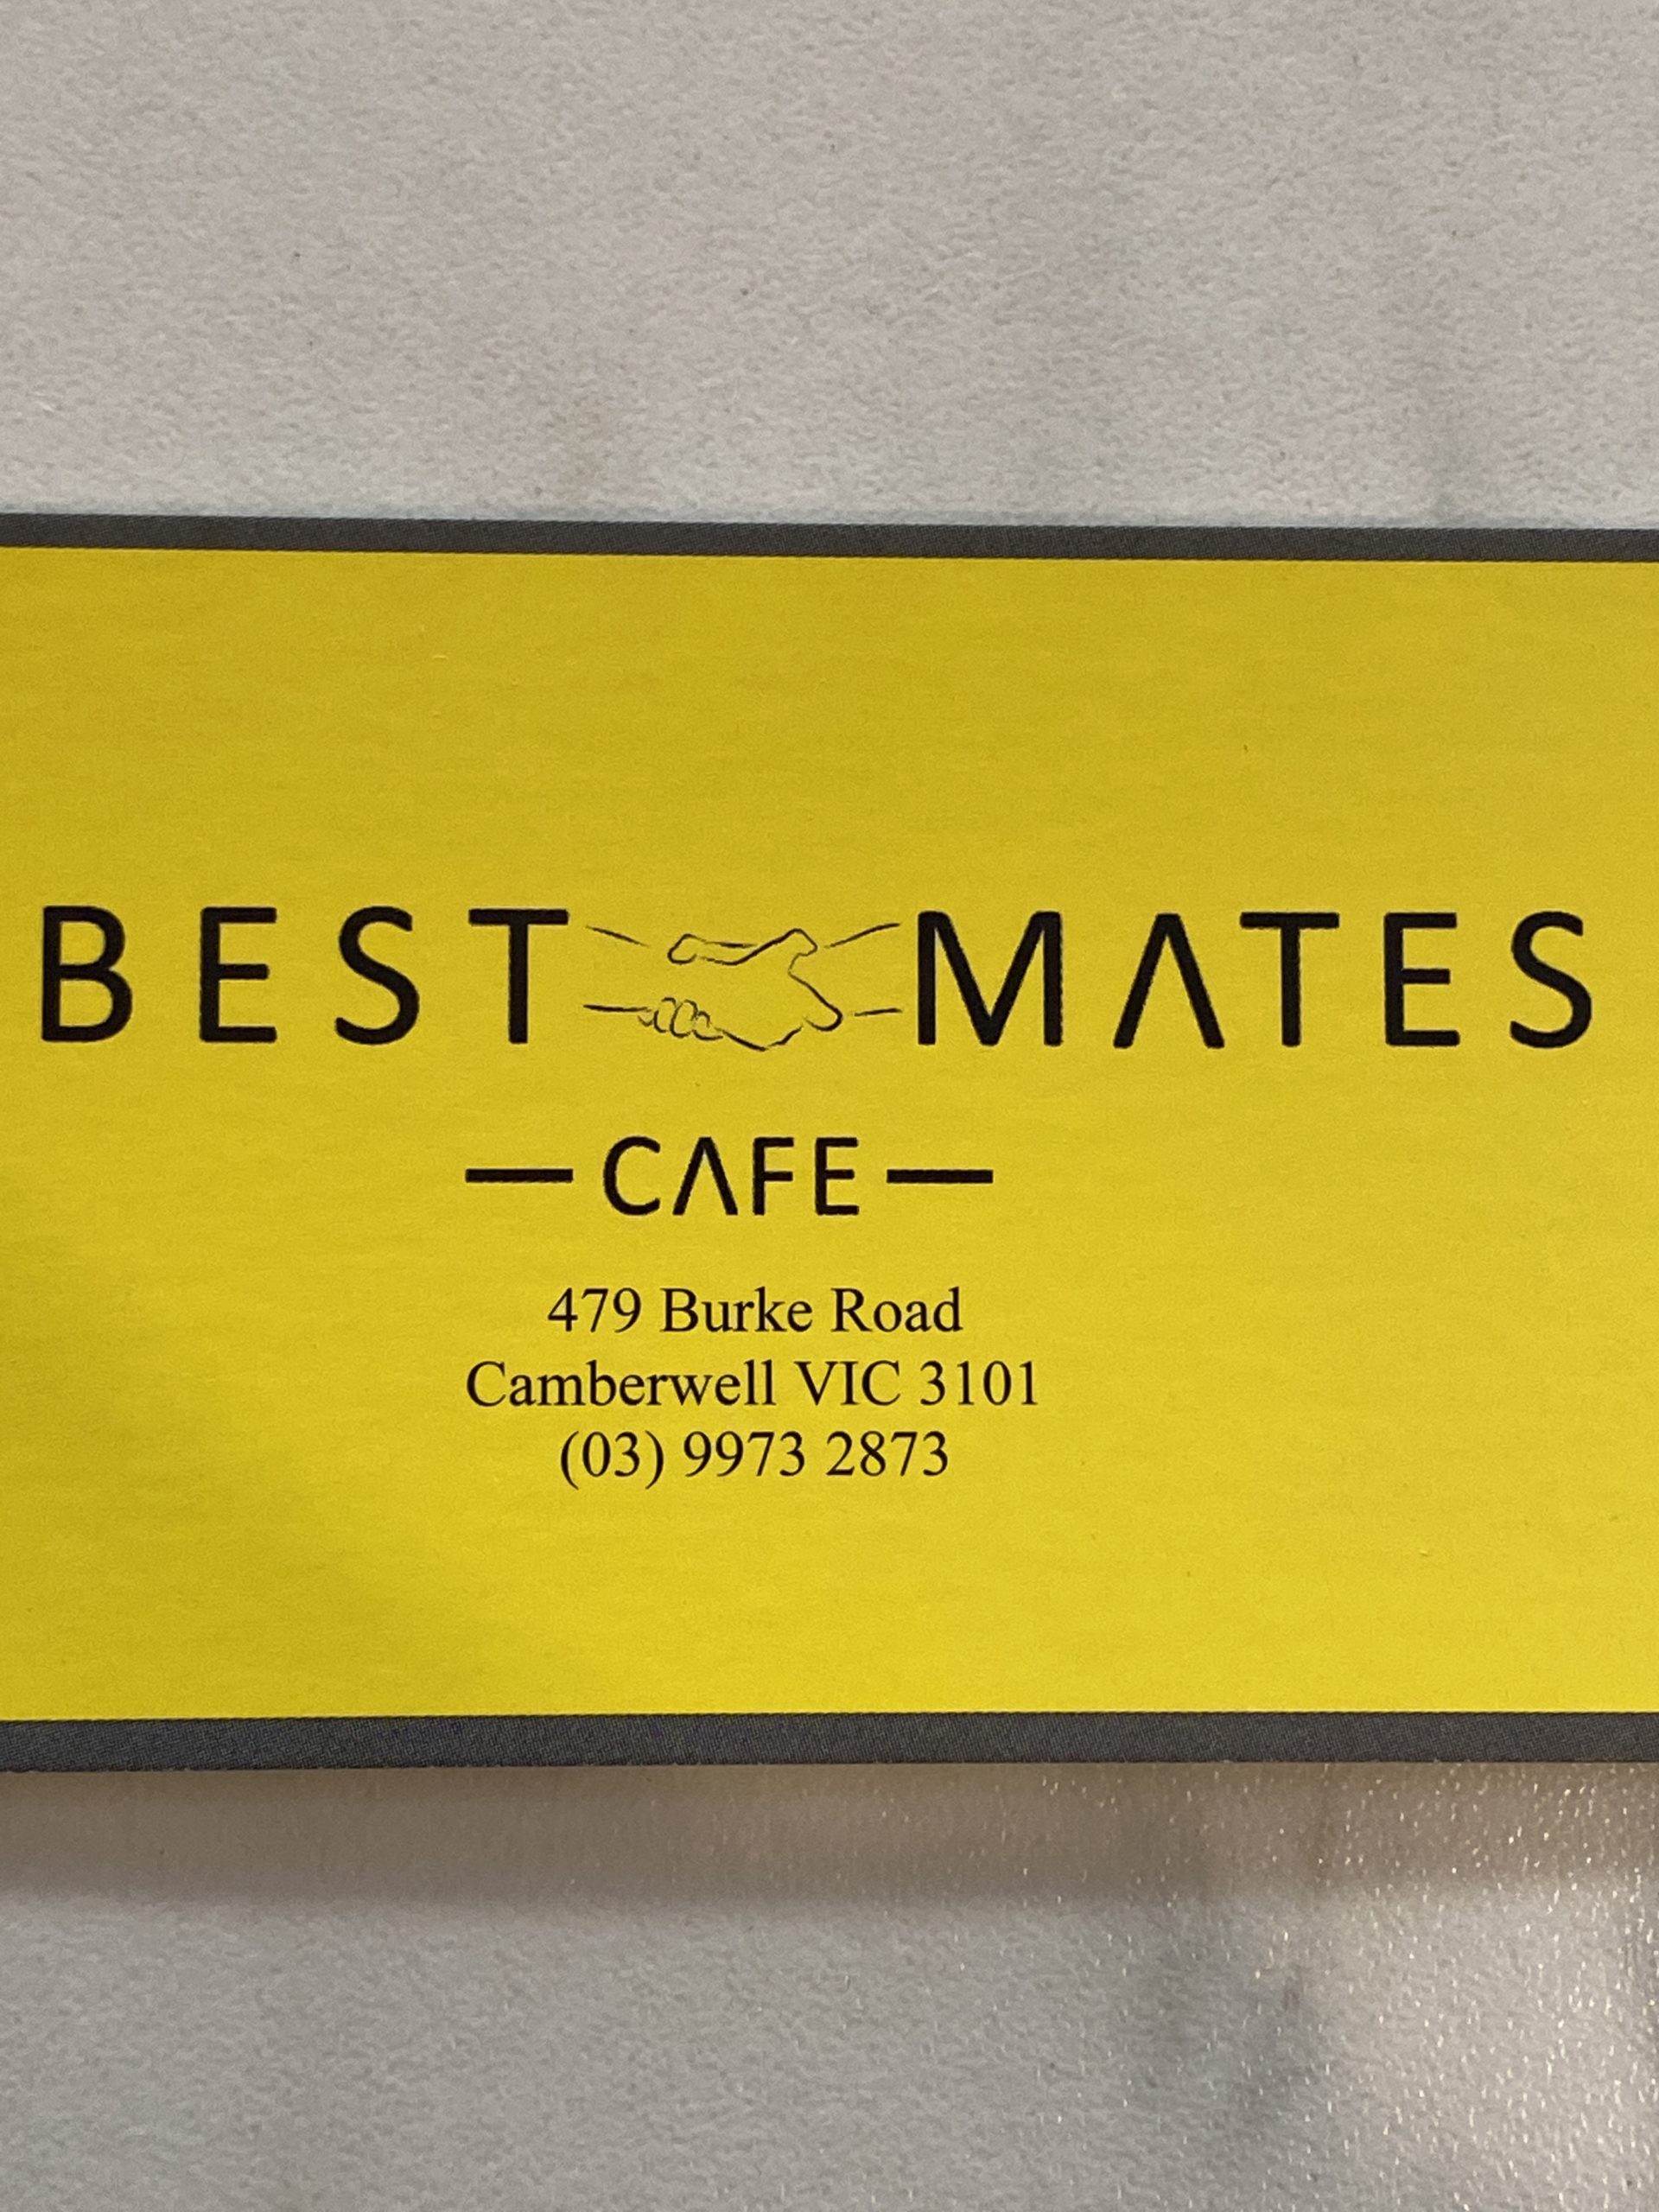 BEST MATES
— CAFE —
479 Burke Road
Camberwell VIC 3101
(03) 9973 2873